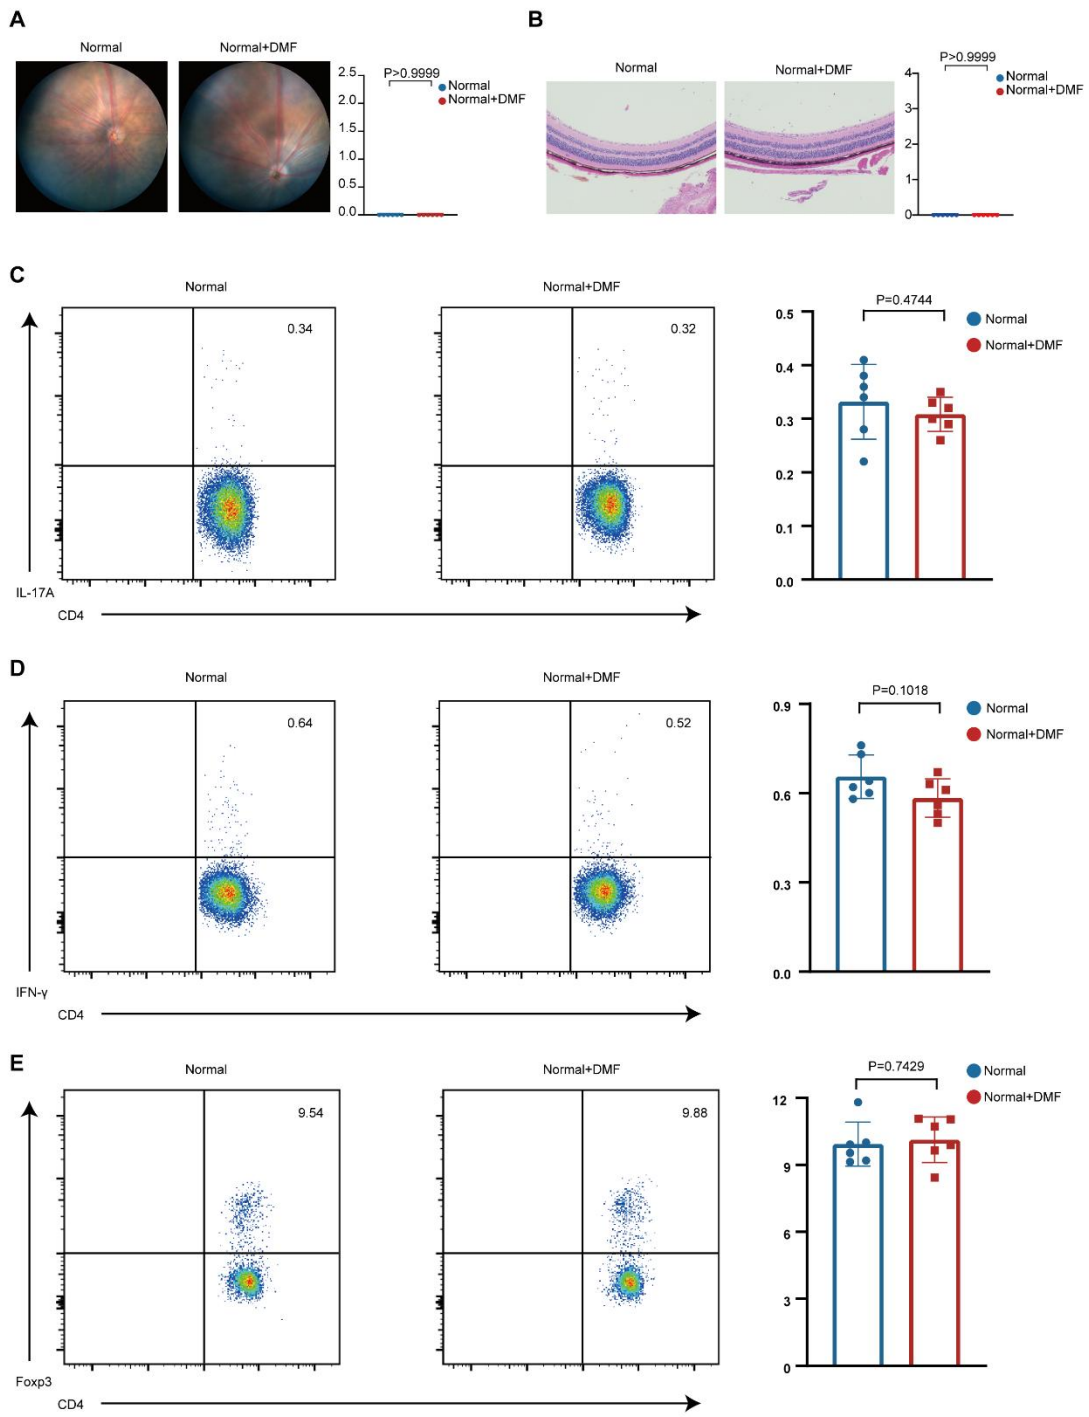 A
Normal
Normal+DMF
P>0.9999
Normal
Normal+DMF
2.5
2.0
1.5
1.0
0.5
0.0
B
Normal
Normal+DMF
P>0.9999
Normal
Normal+DMF
4
3
2
1
0
C
Normal
Normal+DMF
0.34
0.32
IL-17A
CD4
P=0.4744
Normal
Normal+DMF
0.5
0.4
0.3
0.2
0.1
0.0
D
Normal
Normal+DMF
0.64
0.52
IFN-γ
CD4
P=0.1018
Normal
Normal+DMF
0.9
0.6
0.3
0.0
E
Normal
Normal+DMF
9.54
9.88
Foxp3
CD4
P=0.7429
Normal
Normal+DMF
12
9
6
3
0